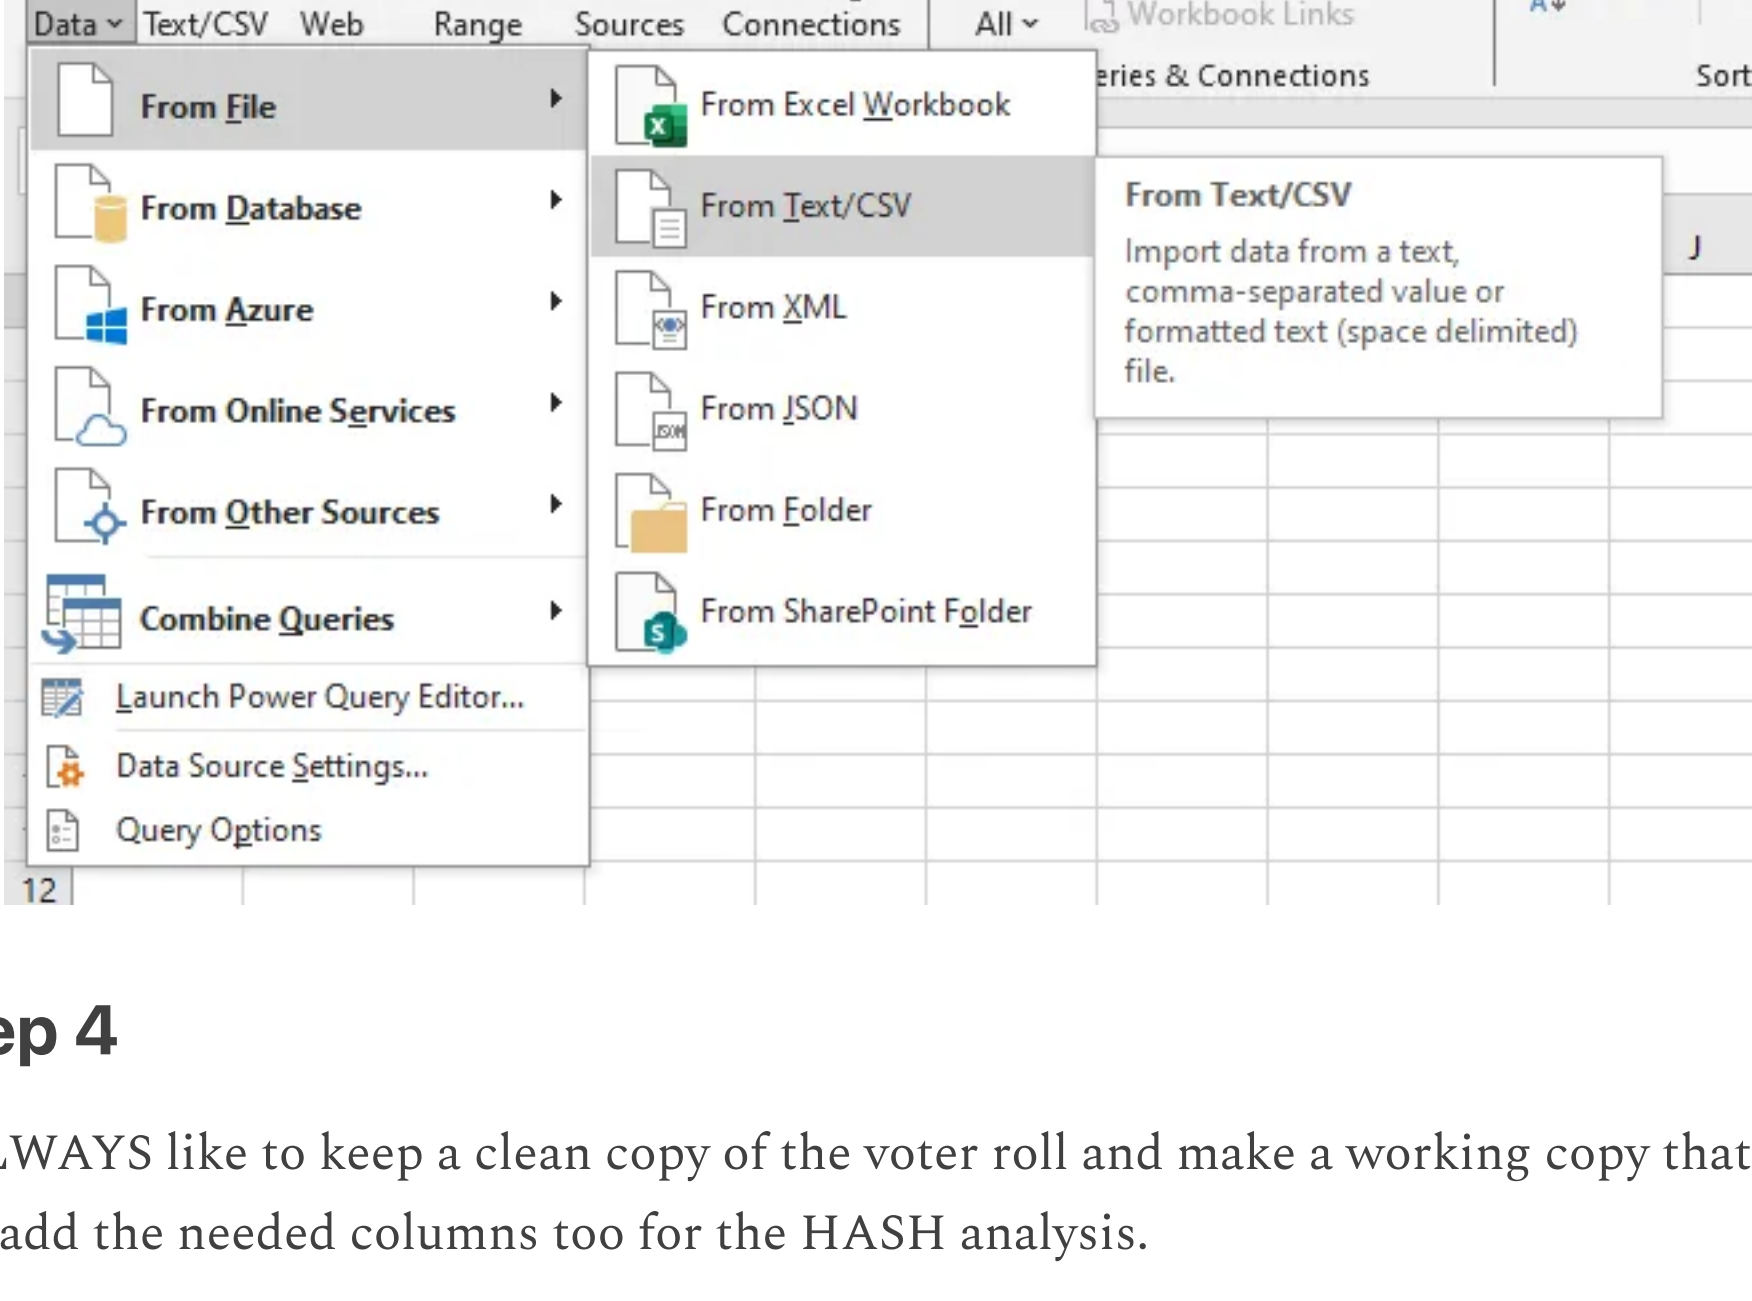 Data Text/CSV Web Range Sources Connections All Workbook Links
eries & Connections Sort
From File
From Database
From Azure
From Online Services
From Other Sources
Combine Queries
Launch Power Query Editor...
Data Source Settings...
Query Options
From Excel Workbook
From Text/CSV
From XML
From JSON
From Folder
From SharePoint Folder
From Text/CSV
Import data from a text,
comma-separated value or
formatted text (space delimited)
file.
J
12
ep 4
LWAYS like to keep a clean copy of the voter roll and make a working copy that
add the needed columns too for the HASH analysis.